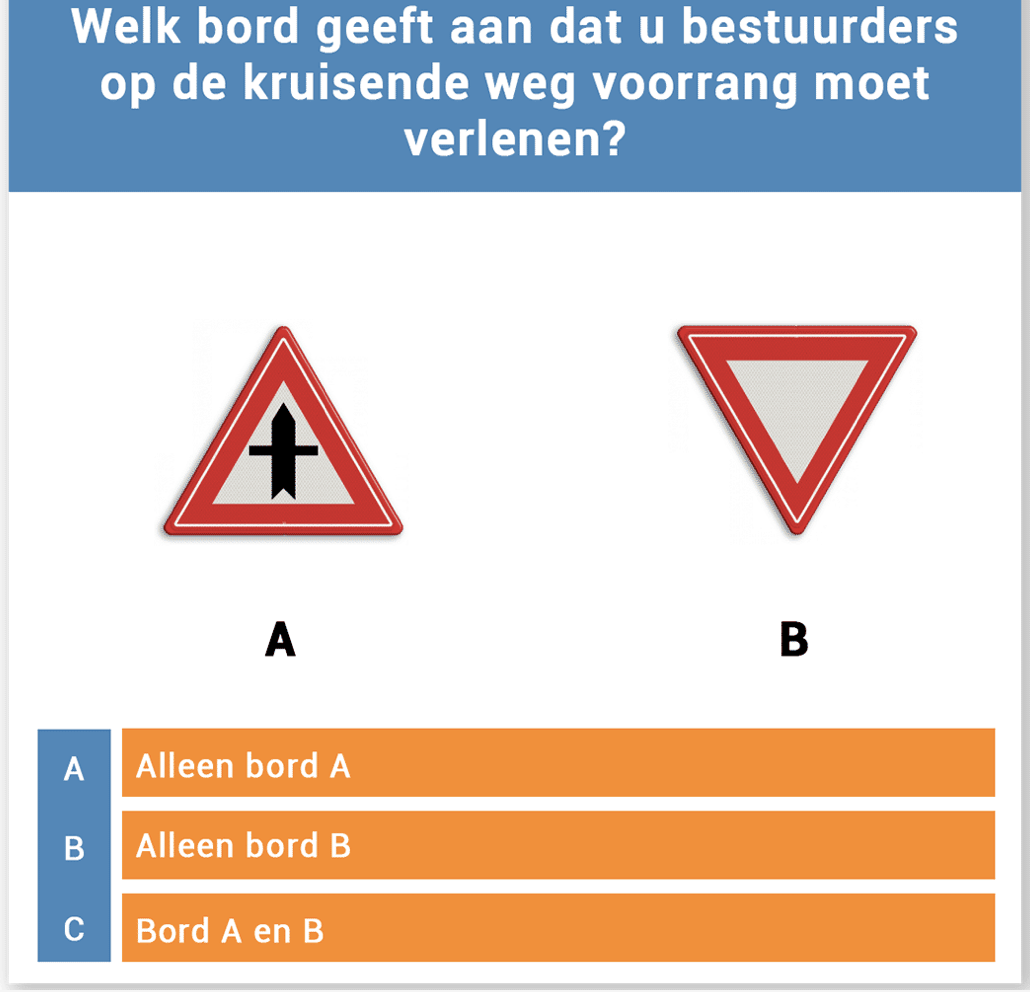 Welk bord geeft aan dat u bestuurders
op de kruisende weg voorrang moet
verlenen?
A
B
A
Alleen bord A
B
Alleen bord B
C
Bord A en B